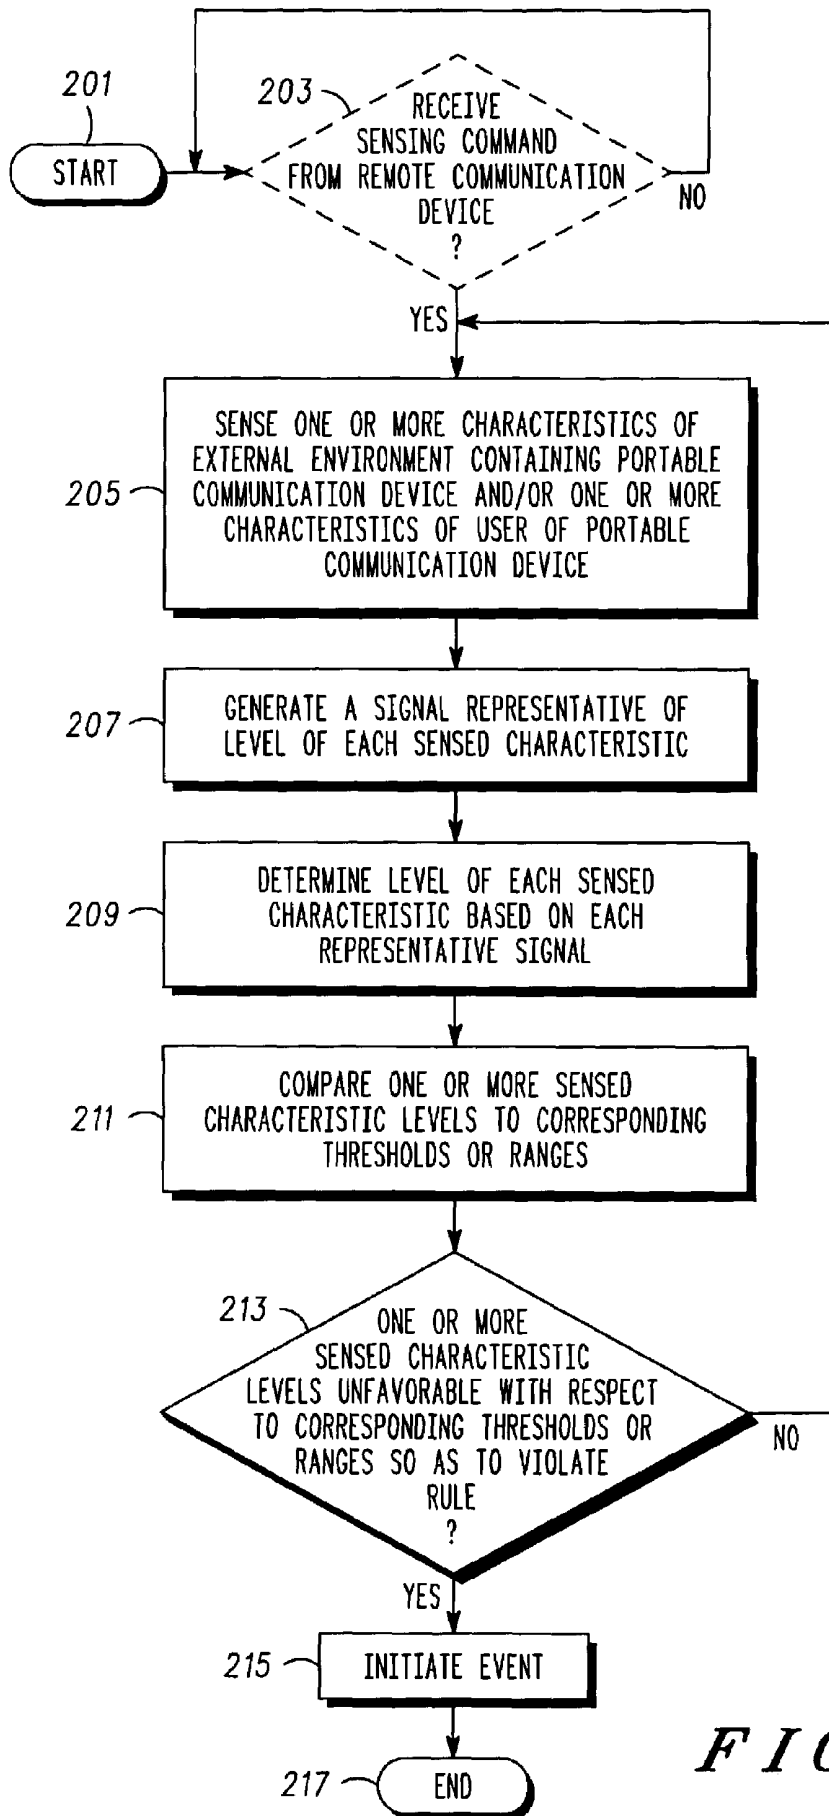 201
START
203
RECEIVE
SENSING COMMAND
FROM REMOTE COMMUNICATION
DEVICE
?
NO
YES
205
SENSE ONE OR MORE CHARACTERISTICS OF
EXTERNAL ENVIRONMENT CONTAINING PORTABLE
COMMUNICATION DEVICE AND/OR ONE OR MORE
CHARACTERISTICS OF USER OF PORTABLE
COMMUNICATION DEVICE
207
GENERATE A SIGNAL REPRESENTATIVE OF
LEVEL OF EACH SENSED CHARACTERISTIC
209
DETERMINE LEVEL OF EACH SENSED
CHARACTERISTIC BASED ON EACH
REPRESENTATIVE SIGNAL
211
COMPARE ONE OR MORE SENSED
CHARACTERISTIC LEVELS TO CORRESPONDING
THRESHOLDS OR RANGES
213
ONE OR MORE
SENSED CHARACTERISTIC
LEVELS UNFAVORABLE WITH RESPECT
TO CORRESPONDING THRESHOLDS OR
RANGES SO AS TO VIOLATE
RULE
?
NO
YES
215
INITIATE EVENT
217
END